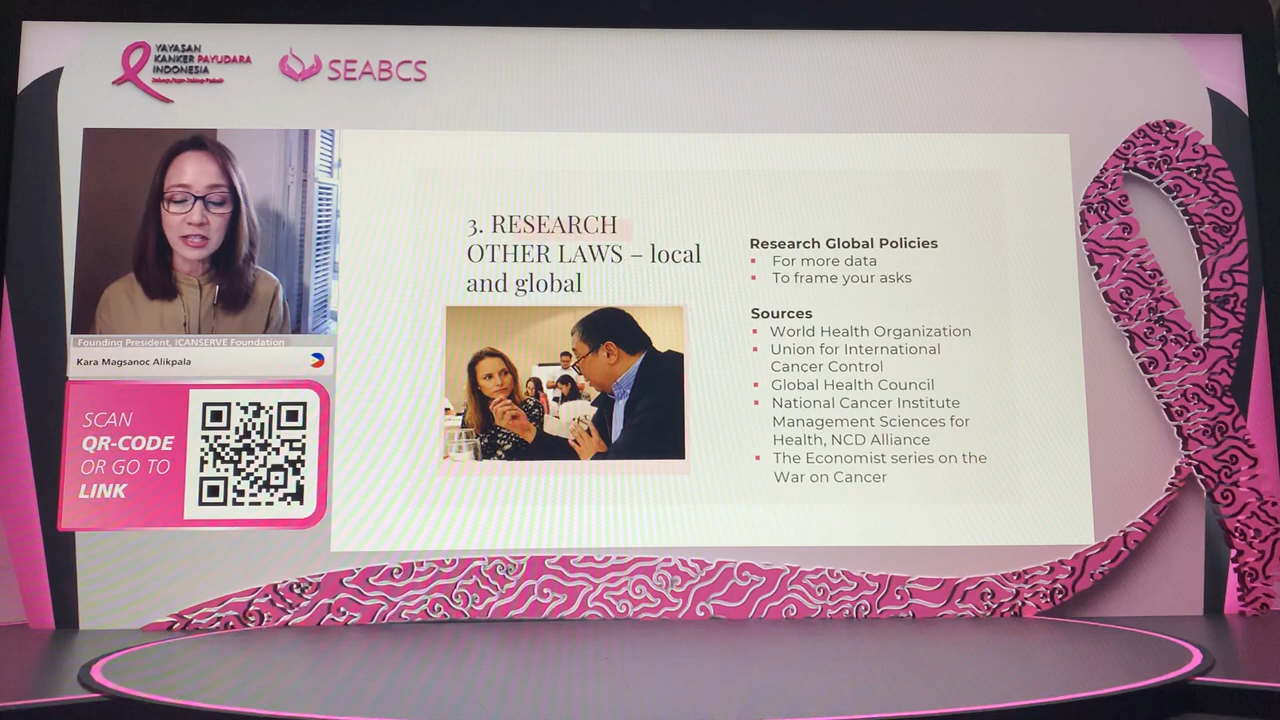 YAYASAN
KANKER PAYUDARA
INDONESIA
SEABCS
Founding President, ICANSERVE Foundation
Kara Magsanoc Alikpala
SCAN
QR-CODE
OR GO TO
LINK
3. RESEARCH
OTHER LAWS – local
and global
Research Global Policies
For more data
To frame your asks
Sources
World Health Organization
Union for International
Cancer Control
Global Health Council
National Cancer Institute
Management Sciences for
Health, NCD Alliance
The Economist series on the
War on Cancer